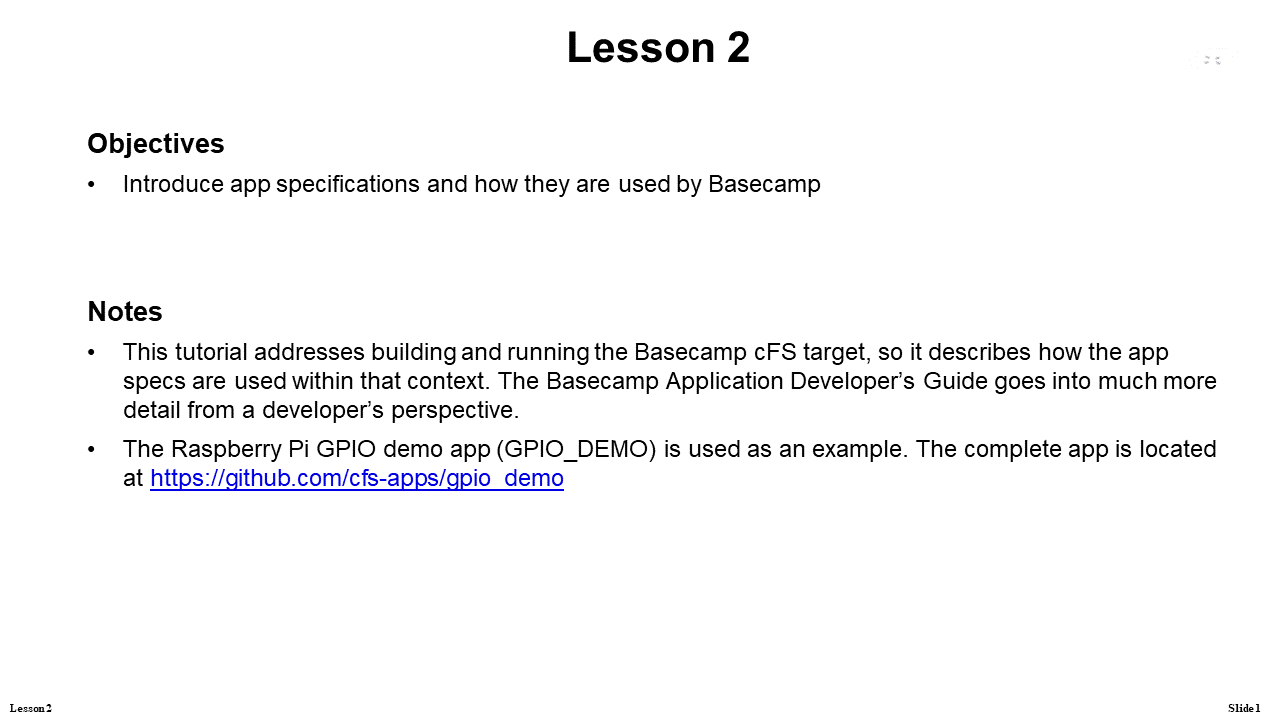 Lesson 2
Objectives
• Introduce app specifications and how they are used by Basecamp
Notes
• This tutorial addresses building and running the Basecamp cFS target, so it describes how the app
specs are used within that context. The Basecamp Application Developer’s Guide goes into much more
detail from a developer’s perspective.
• The Raspberry Pi GPIO demo app (GPIO_DEMO) is used as an example. The complete app is located
at https://github.com/cfs-apps/gpio_demo
Lesson 2
Slide 1